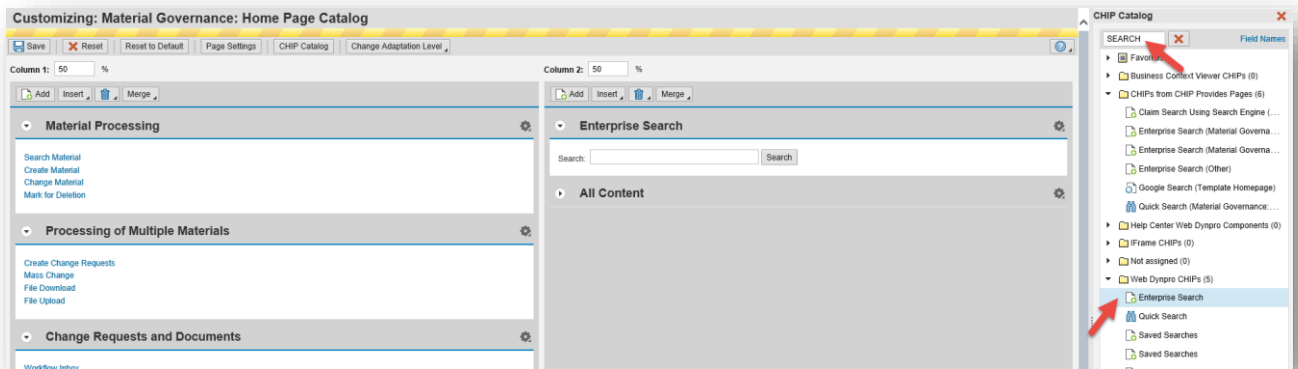 Customizing: Material Governance: Home Page Catalog
Save Reset Reset to Default Page Settings CHIP Catalog Change Adaptation Level
Column 1: 50 %
Add Insert Merge
Material Processing
Search Material
Create Material
Change Material
Mark for Deletion
Processing of Multiple Materials
Create Change Requests
Mass Change
File Download
File Upload
Change Requests and Documents
Workflow Inbox
Column 2: 50 %
Add Insert Merge
Enterprise Search
Search: Search
All Content
CHIP Catalog
SEARCH Field Names
Business Context Viewer CHIPs (0)
CHIPs from CHIP Provides Pages (6)
Claim Search Using Search Engine (...
Enterprise Search (Material Governa...
Enterprise Search (Material Governa...
Enterprise Search (Other)
Google Search (Template Homepage)
Quick Search (Material Governance:...
Help Center Web Dynpro Components (0)
IFrame CHIPs (0)
Not assigned (0)
Web Dynpro CHIPs (5)
Enterprise Search
Quick Search
Saved Searches
Saved Searches